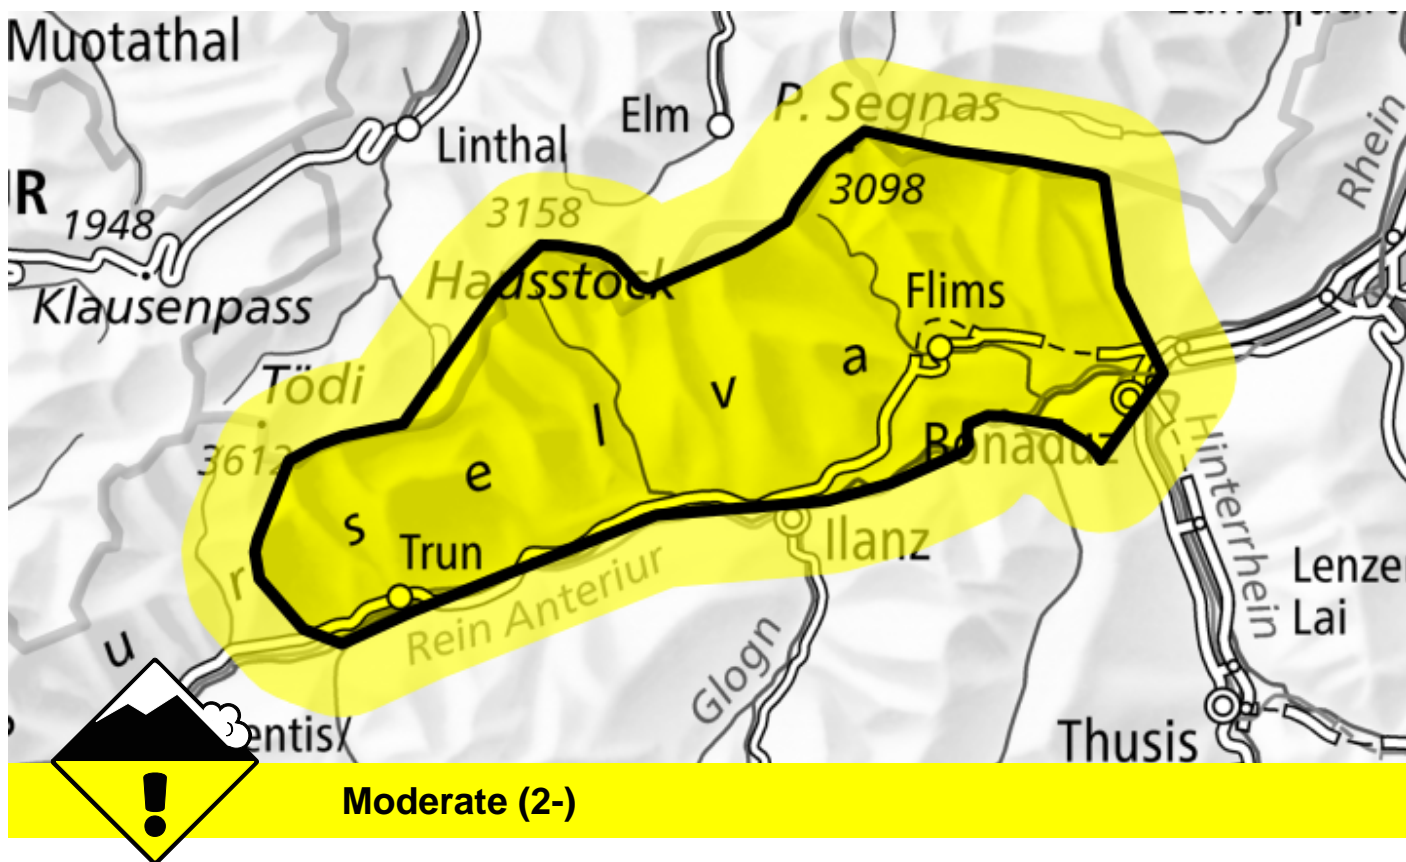 Muotathal
Elm
P. Segnas
Linthal
Rhein
3098
3158
R
1948
Hausstock
Flims
Klausenpass
Tödi
a
v
l
Bonaduz
3612
e
Hinterrhein
s
Ilanz
Trun
Lenze
Lai
r
Rein Anteriur
u
Glogn
entis/
Thusis
Moderate (2-)